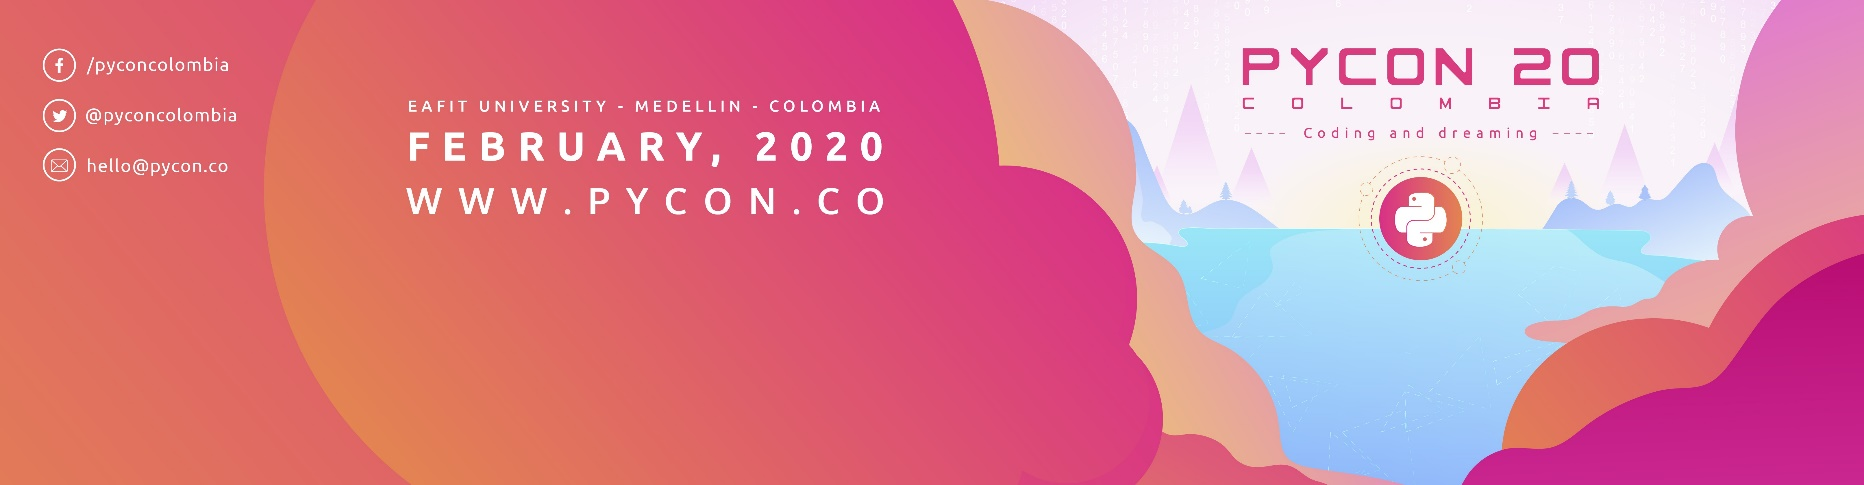 /pyconcolombia
@pyconcolombia
hello@pycon.co
EAFIT UNIVERSITY - MEDELLIN - COLOMBIA
FEBRUARY, 2020
WWW.PYCON.CO
PYCON 20
COLOMBIA
---- Coding and dreaming ----